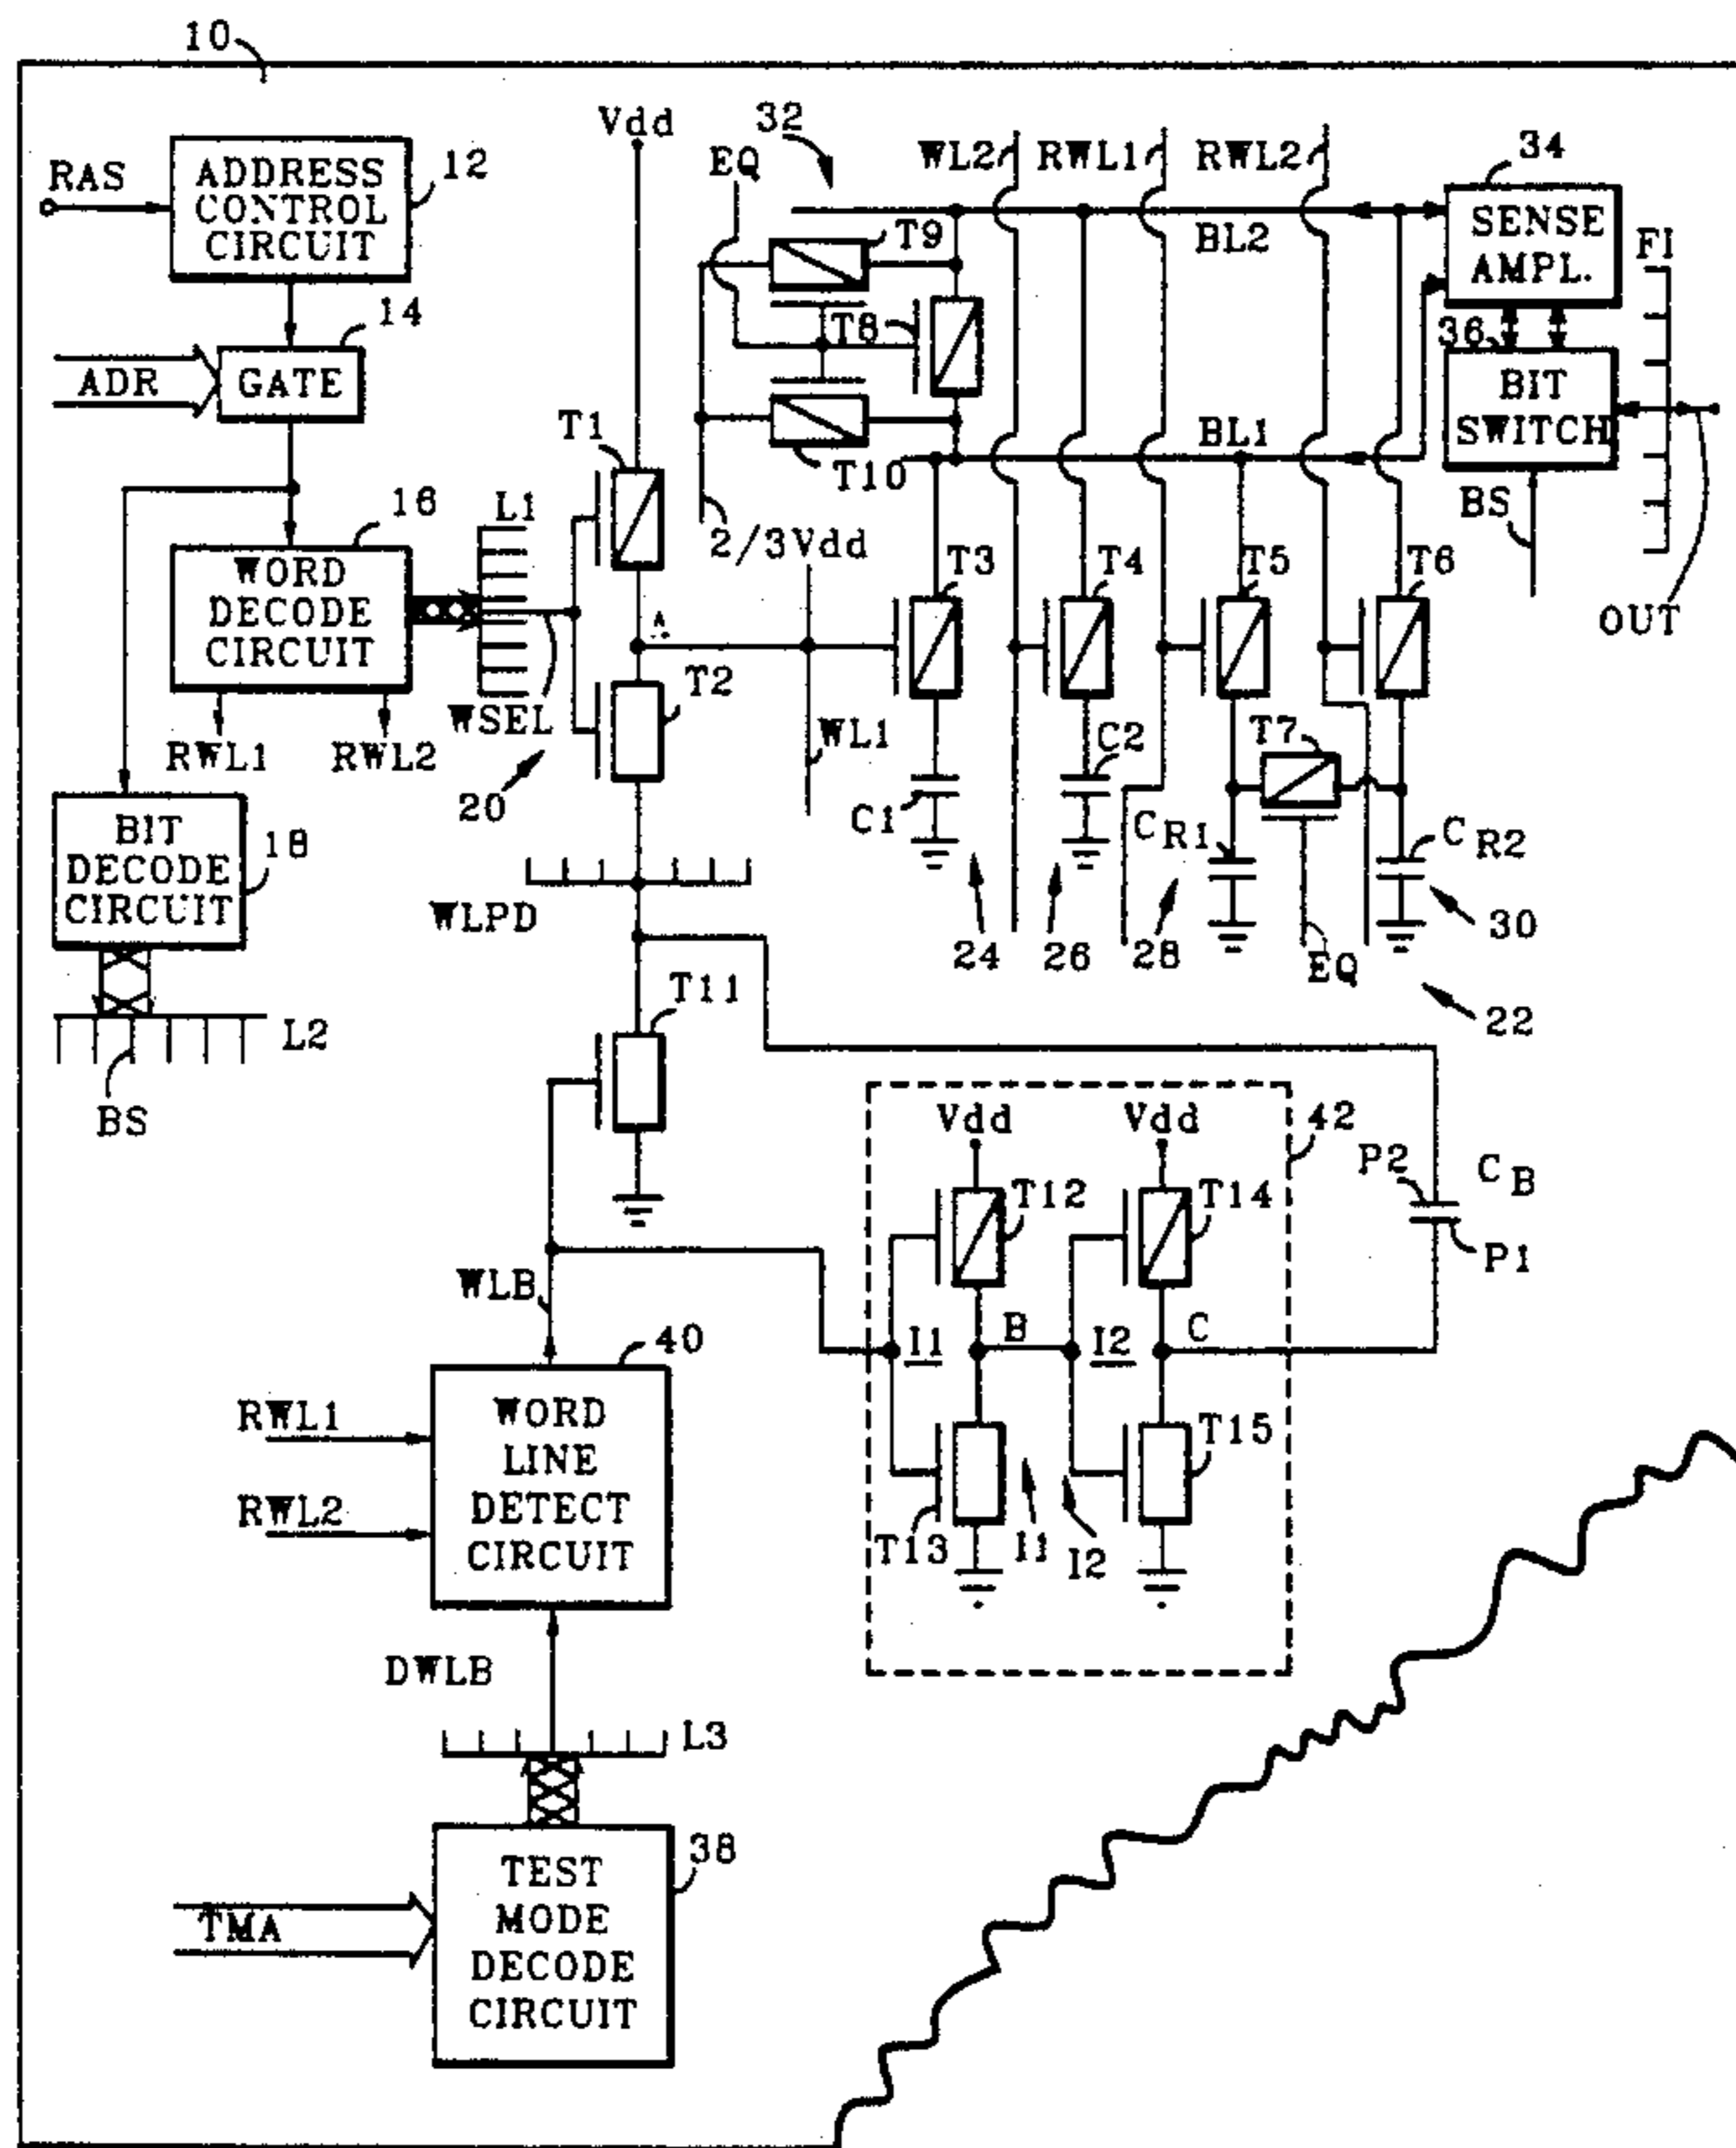 10
RAS
ADDRESS
CONTROL
CIRCUIT
12
14
ADR
GATE
16
WORD
DECODE
CIRCUIT
RWL1
RWL2
L1
WSEL
20
BIT
DECODE
CIRCUIT
18
L2
BS
Vdd
T1
A
T2
WLPD
T11
32
EQ
T9
T8
T10
2/3Vdd
WL1
WL2
RWL1
RWL2
BL2
BL1
34
SENSE
AMPL.
FI
36
BIT
SWITCH
BS
OUT
T3
T4
T5
T6
T7
C1
C2
CR1
CR2
24
26
28
30
EQ
22
42
Vdd
Vdd
T12
T14
P2
CB
P1
I1
B
I2
C
T13
I1
I2
T15
WLB
40
RWL1
RWL2
WORD
LINE
DETECT
CIRCUIT
DWLB
L3
38
TMA
TEST
MODE
DECODE
CIRCUIT